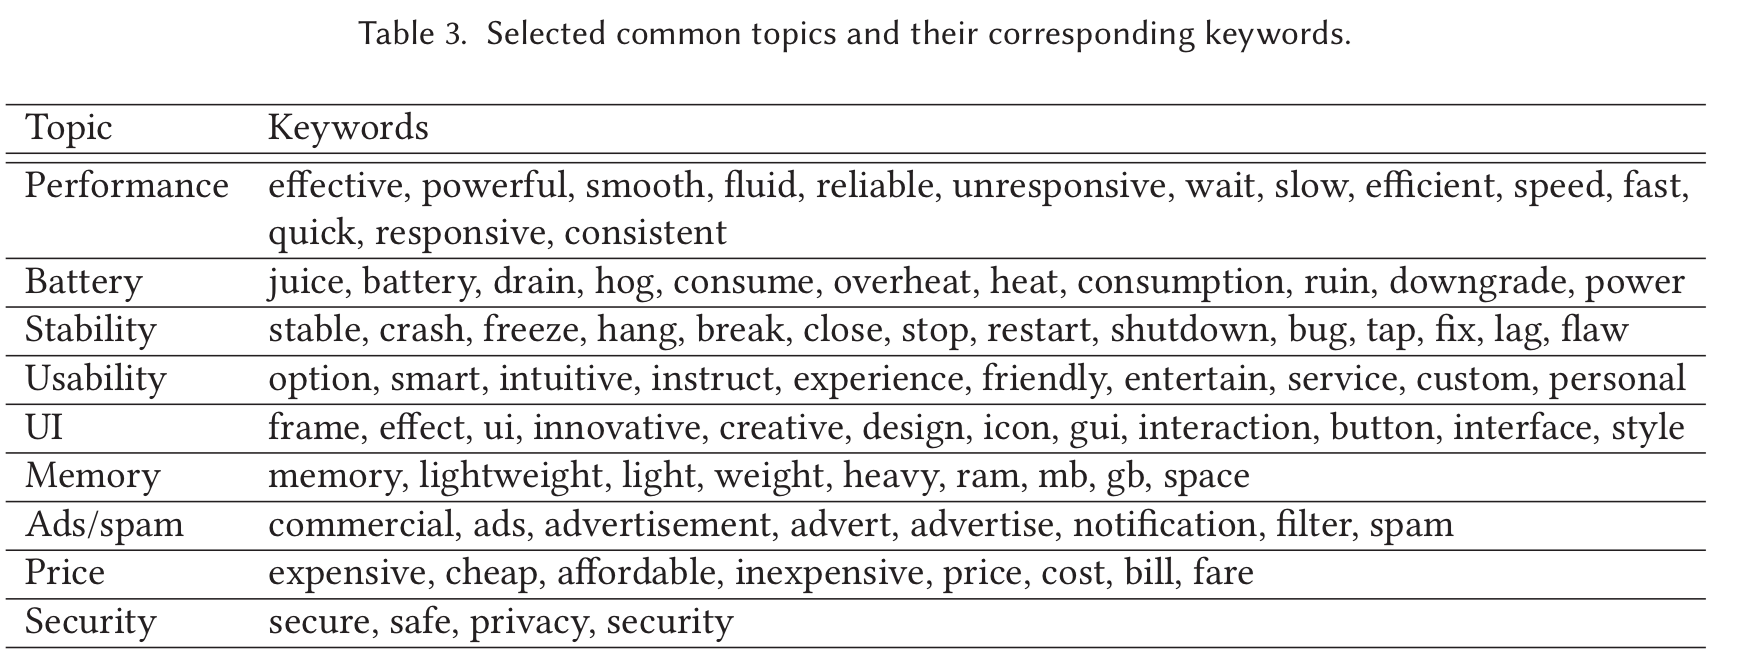 Table 3. Selected common topics and their corresponding keywords.
Topic Keywords
Performance effective, powerful, smooth, fluid, reliable, unresponsive, wait, slow, efficient, speed, fast,
quick, responsive, consistent
Battery juice, battery, drain, hog, consume, overheat, heat, consumption, ruin, downgrade, power
Stability stable, crash, freeze, hang, break, close, stop, restart, shutdown, bug, tap, fix, lag, flaw
Usability option, smart, intuitive, instruct, experience, friendly, entertain, service, custom, personal
UI frame, effect, ui, innovative, creative, design, icon, gui, interaction, button, interface, style
Memory memory, lightweight, light, weight, heavy, ram, mb, gb, space
Ads/spam commercial, ads, advertisement, advert, advertise, notification, filter, spam
Price expensive, cheap, affordable, inexpensive, price, cost, bill, fare
Security secure, safe, privacy, security